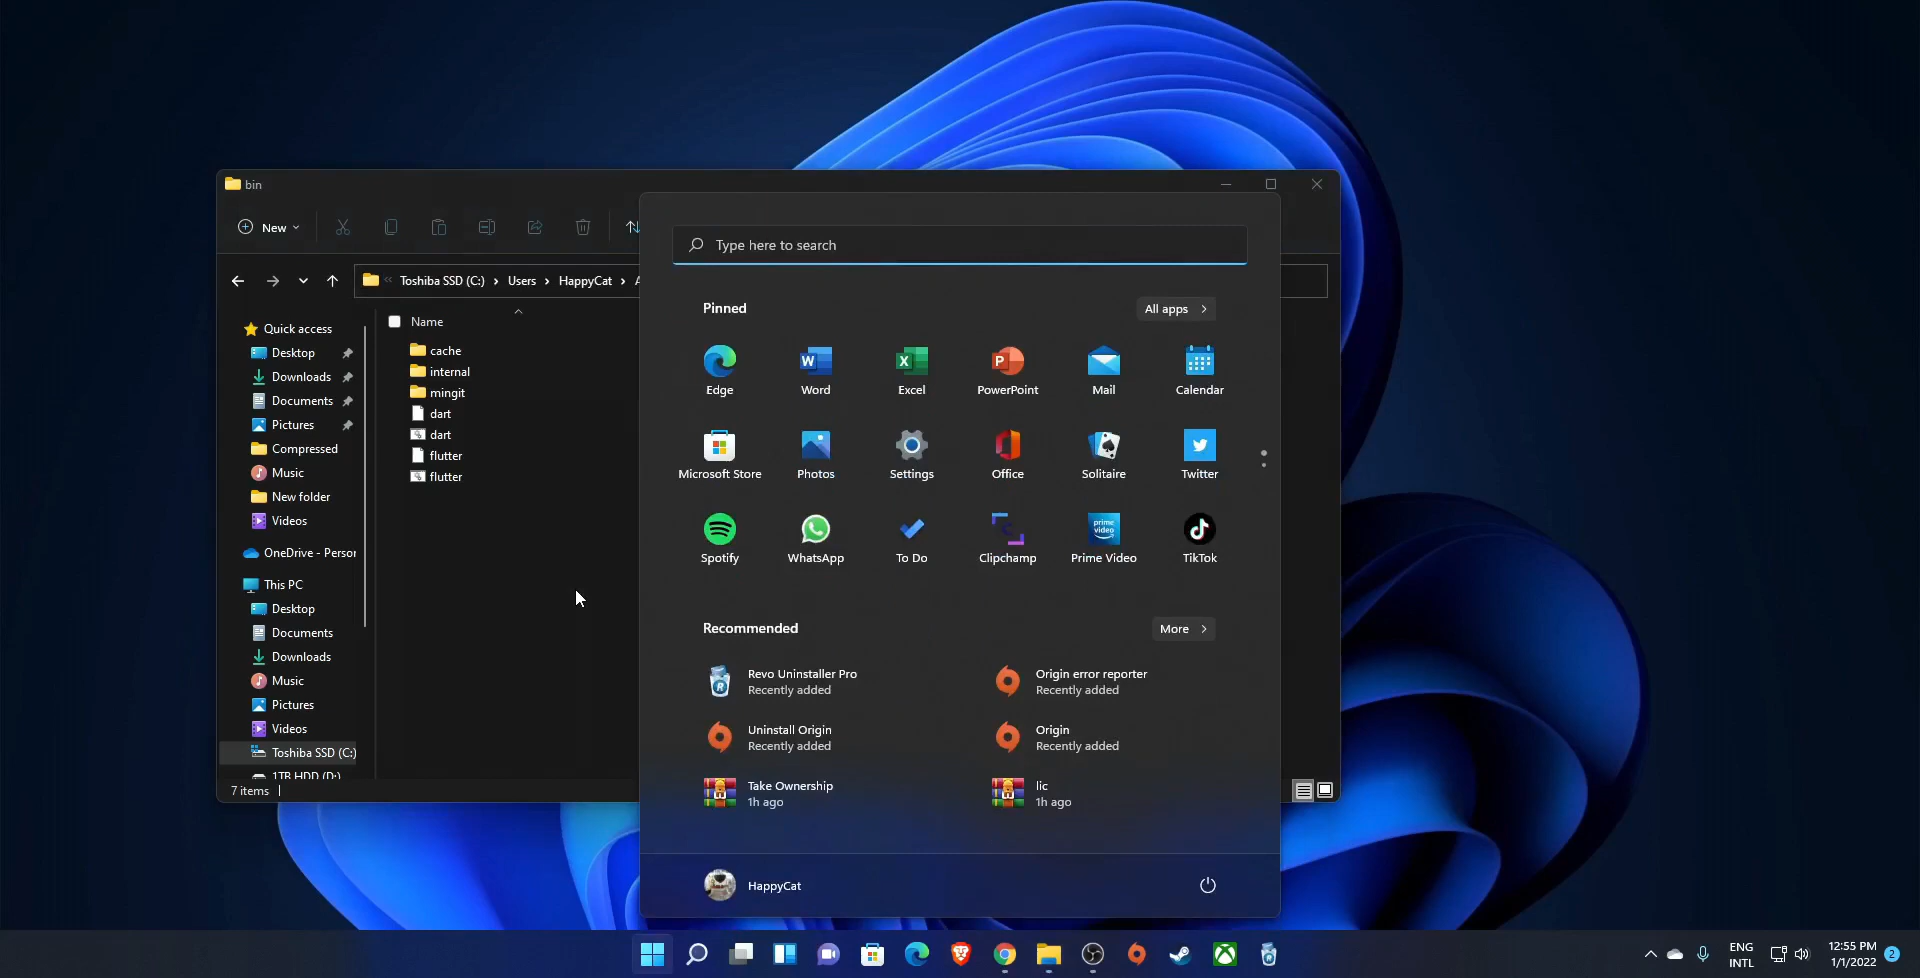 bin
New
Toshiba SSD (C:) > Users > HappyCat >
Name
Quick access
Desktop
Downloads
Documents
Pictures
Compressed
Music
New folder
Videos
OneDrive - Person
This PC
Desktop
Documents
Downloads
Music
Pictures
Videos
Toshiba SSD (C:)
1TB HDD (D:)
cache
internal
mingit
dart
dart
flutter
flutter
7 items
Type here to search
Pinned
All apps >
Edge
Word
Excel
PowerPoint
Mail
Calendar
Microsoft Store
Photos
Settings
Office
Solitaire
Twitter
prime video
Spotify
WhatsApp
To Do
Clipchamp
Prime Video
TikTok
Recommended
More >
Revo Uninstaller Pro
Recently added
Origin error reporter
Recently added
Uninstall Origin
Recently added
Origin
Recently added
Take Ownership
1h ago
lic
1h ago
HappyCat
ENG
INTL
12:55 PM
1/1/2022
2